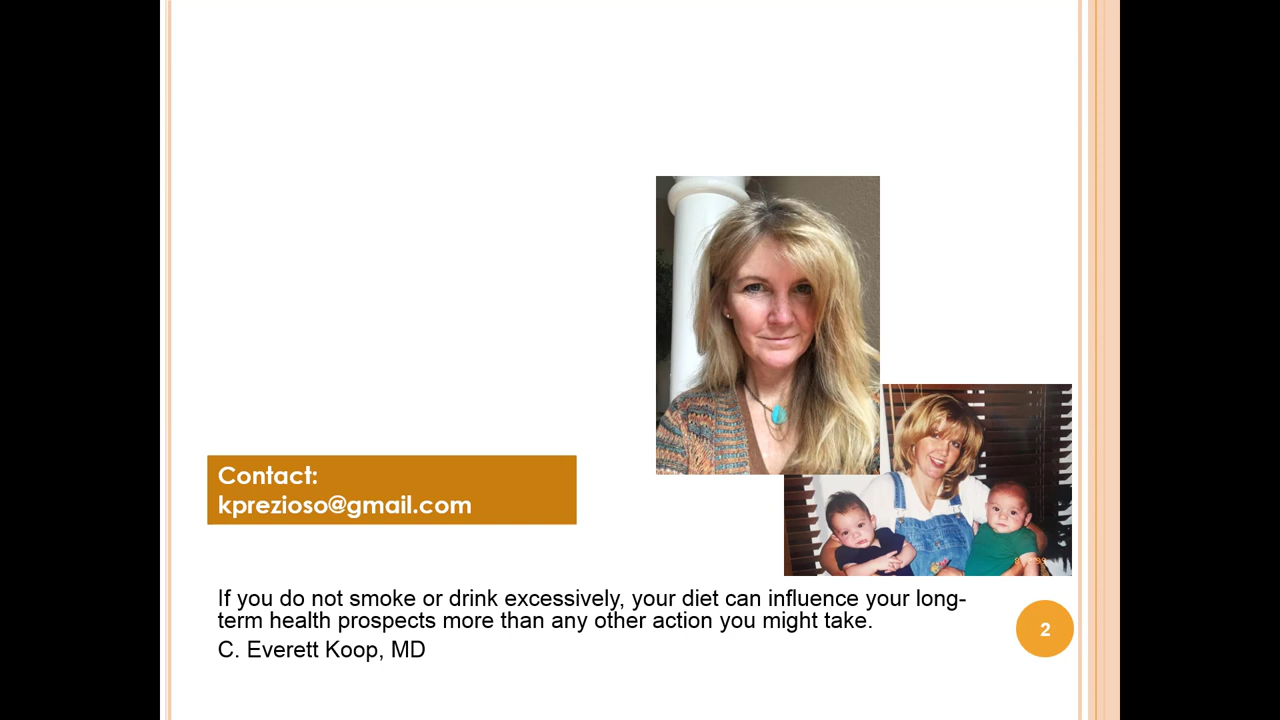 Contact:
kprezioso@gmail.com
If you do not smoke or drink excessively, your diet can influence your long-
term health prospects more than any other action you might take.
C. Everett Koop, MD
2